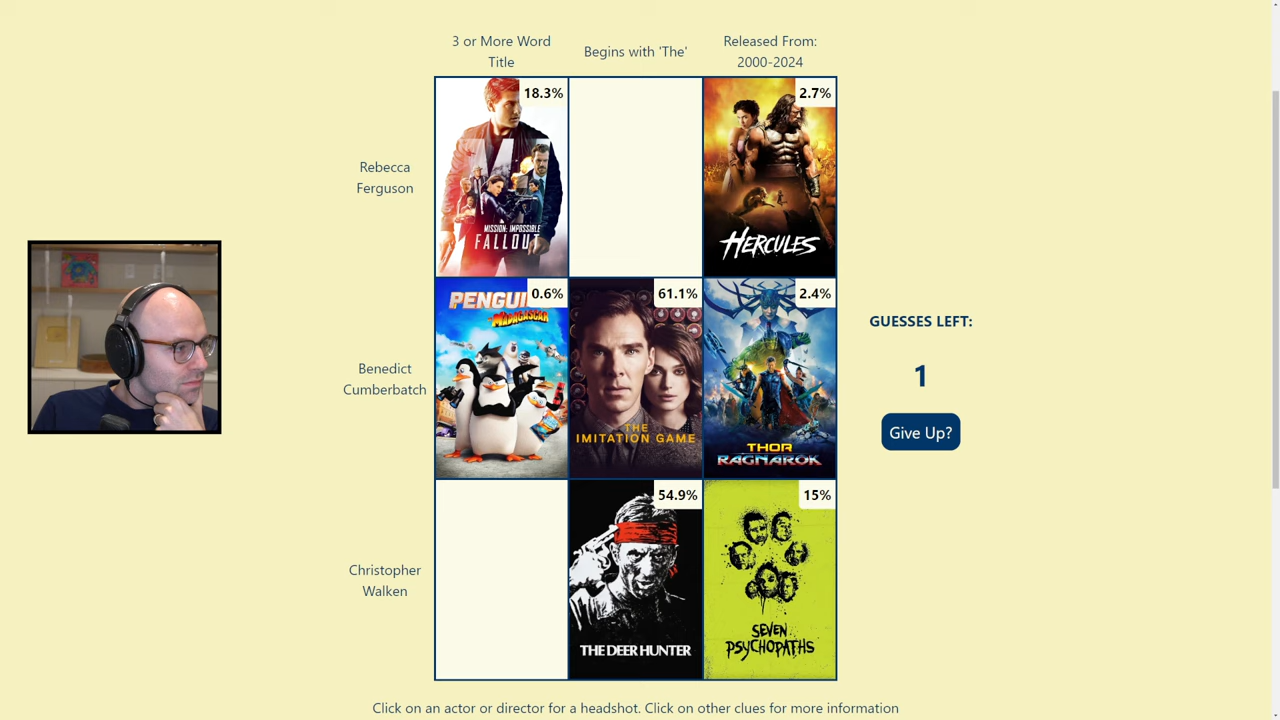 3 or More Word
Title
Begins with 'The'
Released From:
2000-2024
Rebecca
Ferguson
18.3%
MISSION: IMPOSSIBLE
FALLOUT
2.7%
HERCULES
Benedict
Cumberbatch
0.6%
MADAGASCAR
61.1%
THE
IMITATION GAME
2.4%
THOR
RAGNAROK
GUESSES LEFT:
1
Give Up?
Christopher
Walken
54.9%
THE DEER HUNTER
15%
SEVEN
PSYCHOPATHS
Click on an actor or director for a headshot. Click on other clues for more information